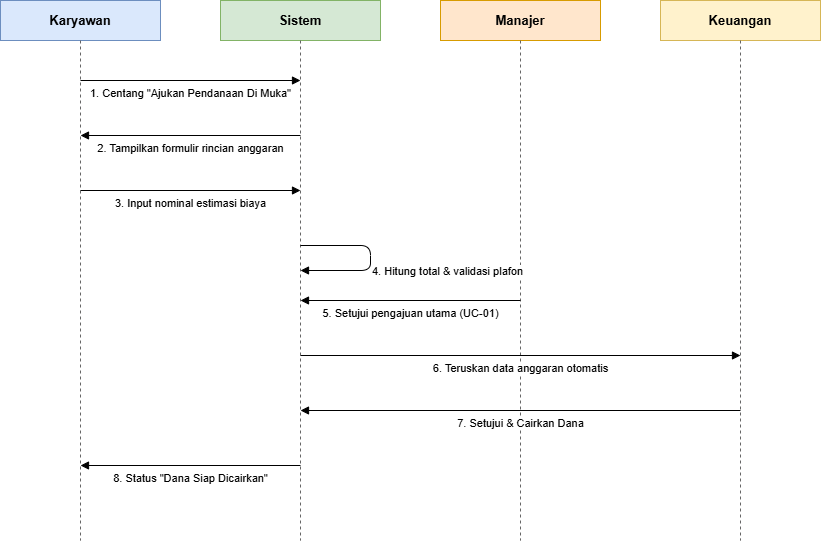 Karyawan
Sistem
Manajer
Keuangan
1. Centang "Ajukan Pendanaan Di Muka"
2. Tampilkan formulir rincian anggaran
3. Input nominal estimasi biaya
4. Hitung total & validasi plafon
5. Setujui pengajuan utama (UC-01)
6. Teruskan data anggaran otomatis
7. Setujui & Cairkan Dana
8. Status "Dana Siap Dicairkan"